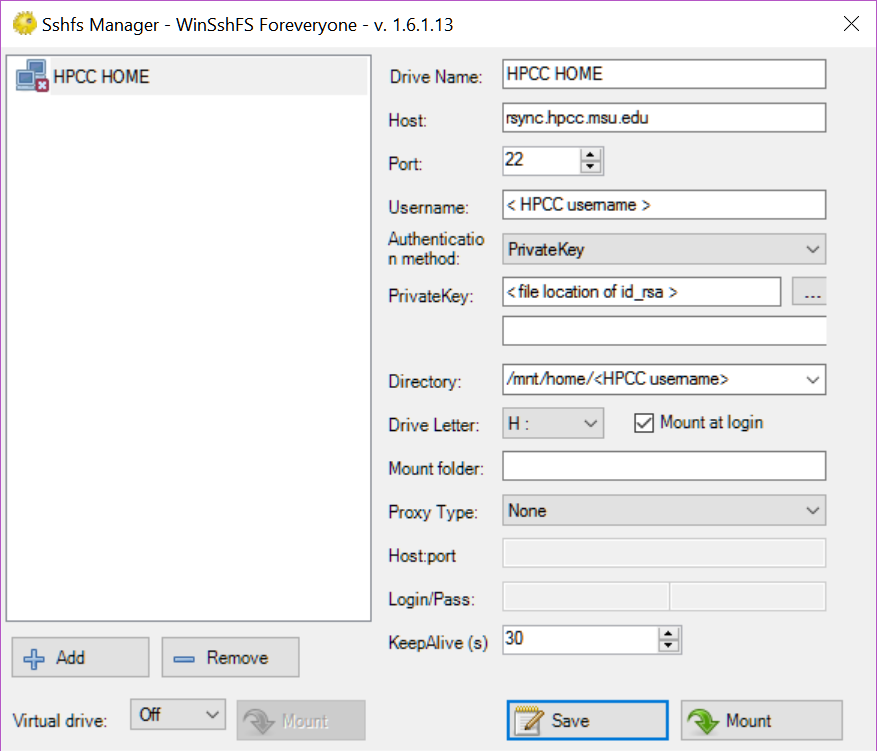 Sshfs Manager - WinSshFS Foreveryone - v. 1.6.1.13
HPCC HOME
Drive Name: HPCC HOME
Host: rsync.hpcc.msu.edu
Port: 22
Username: < HPCC username >
Authenticatio
n method: PrivateKey
PrivateKey: < file location of id_rsa > ...
Directory: /mnt/home/<HPCC username>
Drive Letter: H : Mount at login
Mount folder:
Proxy Type: None
Host:port
Login/Pass:
KeepAlive (s) 30
Add Remove
Virtual drive: Off Mount Save Mount